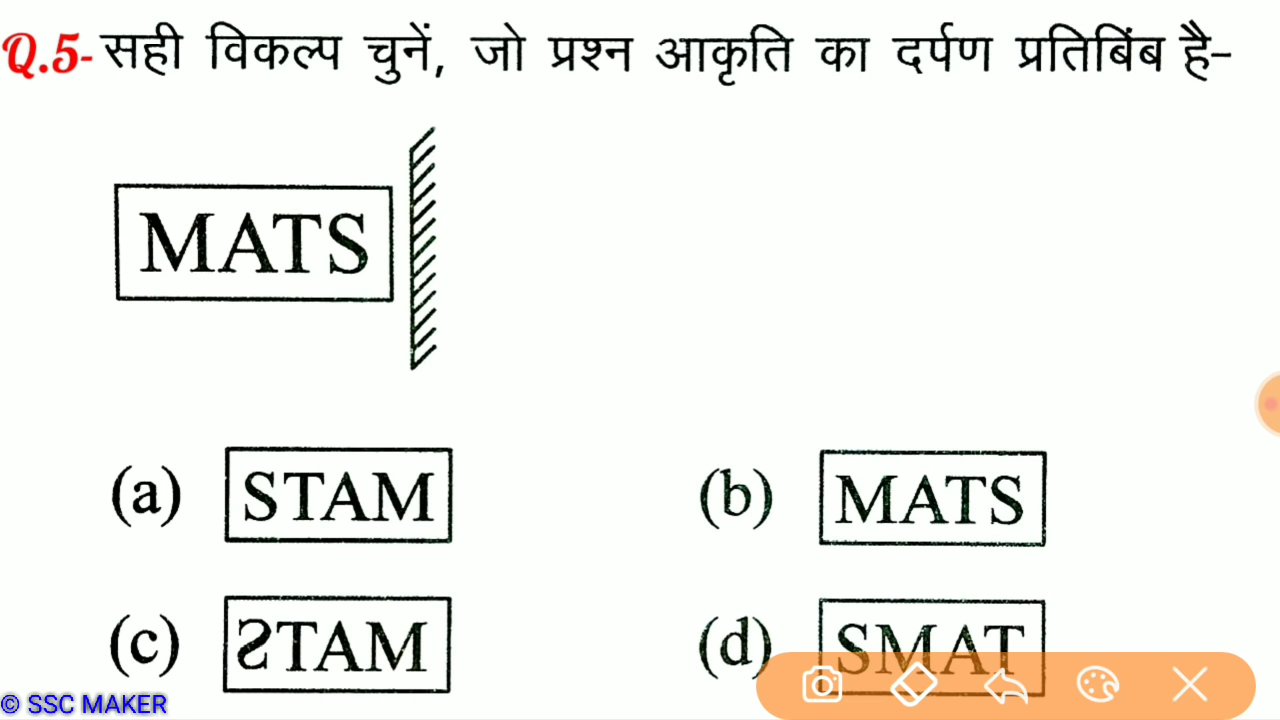 Q.5- सही विकल्प चुनें, जो प्रश्न आकृति का दर्पण प्रतिबिंब है-
MATS
(a) STAM (b) MATS
(c) ƧTAM (d) SMAT
© SSC MAKER